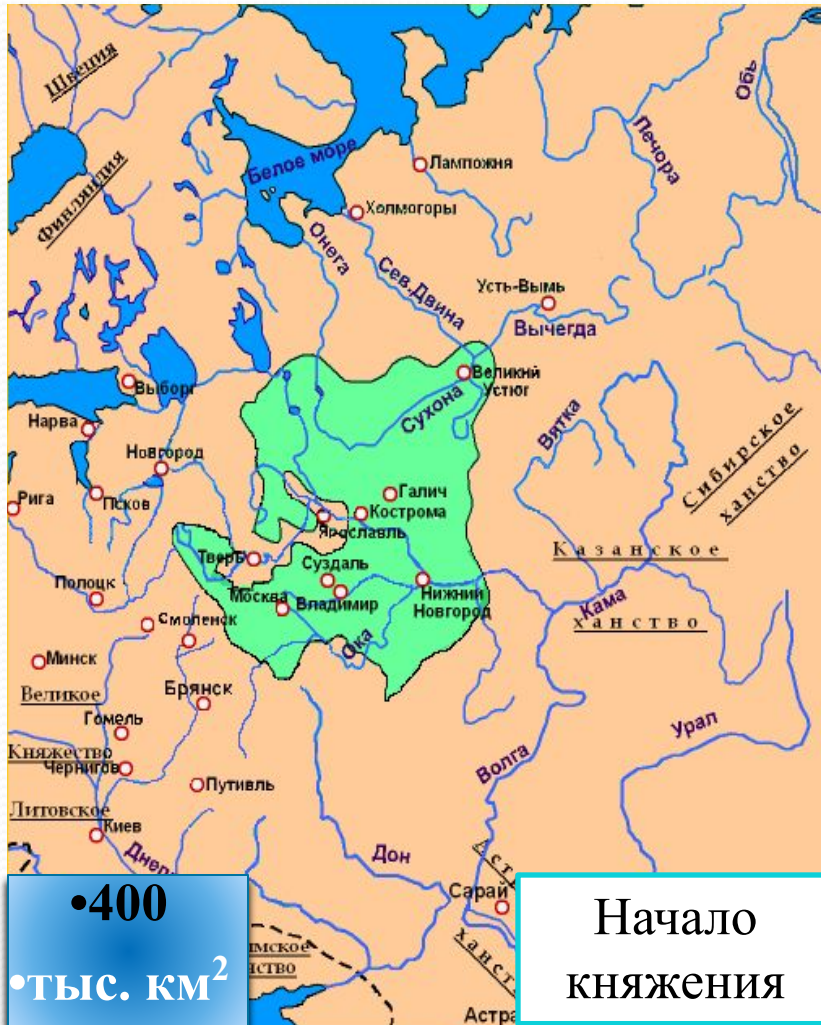 Швеция
Финляндия
Белое море
Лампожня
Холмогоры
Печора
Обь
Онега
Сев.Двина
Усть-Вымь
Вычегда
Великий
Устюг
Сухона
Выборг
Нарва
Новгород
Псков
Рига
Вятка
Сибирское
ханство
Галич
Кострома
Ярославль
Тверь
Суздаль
Владимир
Москва
Нижний
Новгород
Казанское
ханство
Кама
Полоцк
Смоленск
Ока
Минск
Великое
Брянск
Гомель
Княжество
Чернигов
Путивль
Литовское
Киев
Волга
Урал
Дон
Сарай
•400
•тыс. км²
Начало
княжения